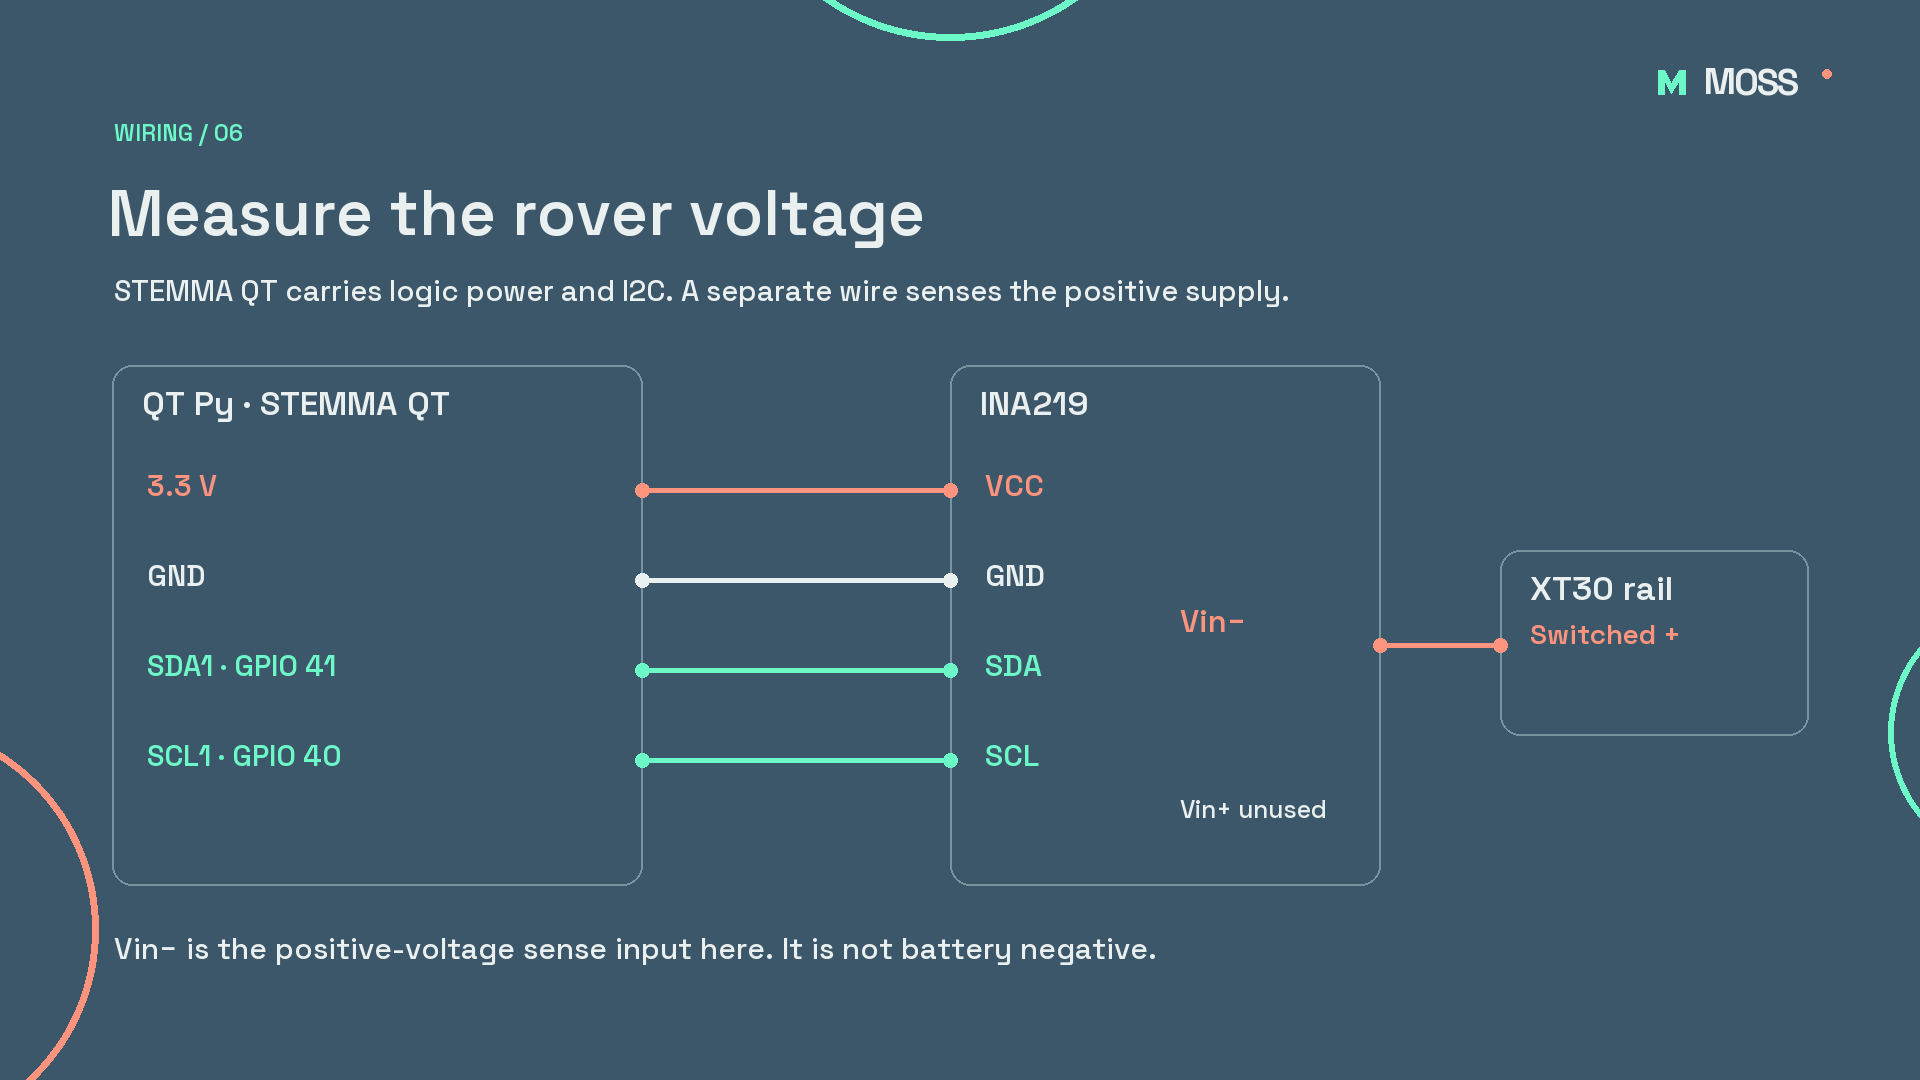 M MOSS
WIRING / 06
Measure the rover voltage
STEMMA QT carries logic power and I2C. A separate wire senses the positive supply.
QT Py · STEMMA QT
3.3 V
GND
SDA1 · GPIO 41
SCL1 · GPIO 40
INA219
VCC
GND
SDA
SCL
Vin−
Vin+ unused
XT30 rail
Switched +
Vin− is the positive-voltage sense input here. It is not battery negative.